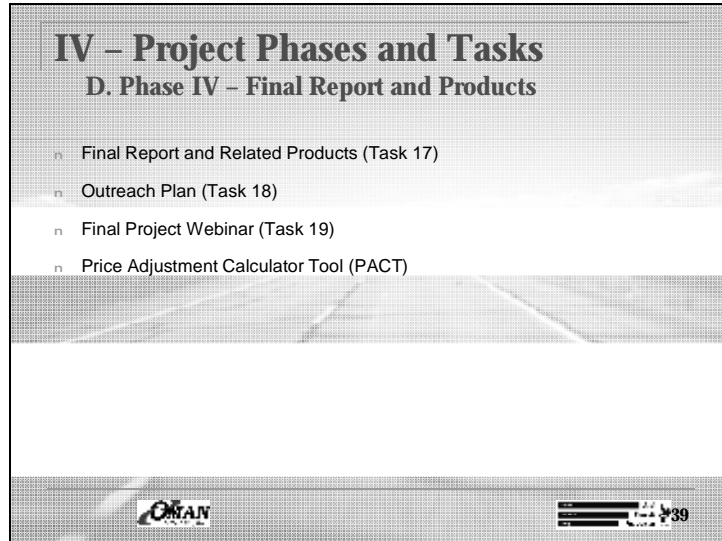 IV – Project Phases and Tasks
D. Phase IV – Final Report and Products
n Final Report and Related Products (Task 17)
n Outreach Plan (Task 18)
n Final Project Webinar (Task 19)
n Price Adjustment Calculator Tool (PACT)
OMAN
39